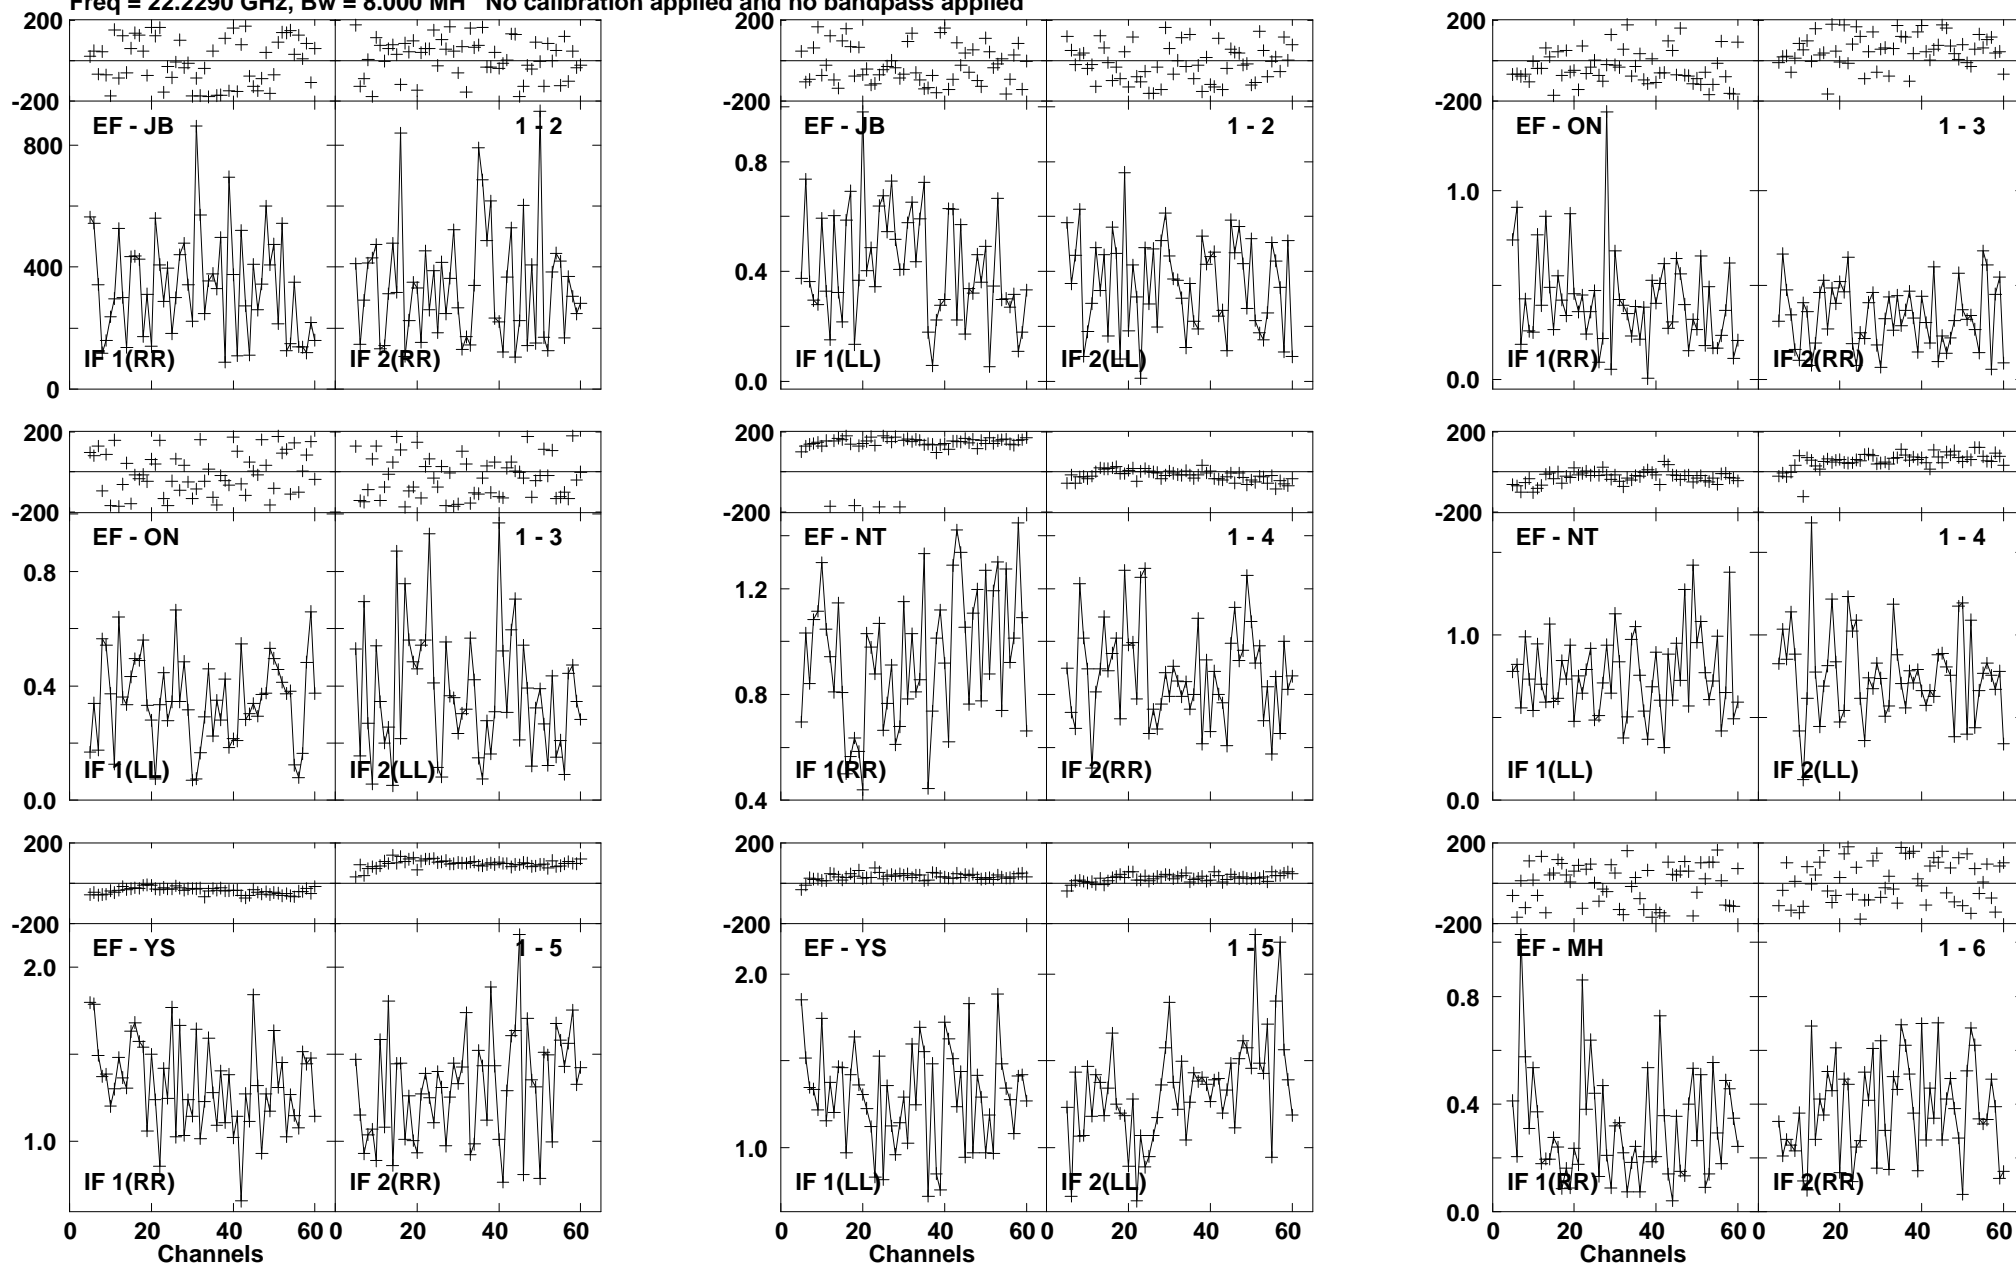 Freq = 22.2290 GHz, Bw = 8.000 MH No calibration applied and no bandpass applied
200 200 200
-200 -200 -200
EF - JB 1 - 2 EF - JB 1 - 2 EF - ON 1 - 3
800 0.8 1.0
400 0.4
IF 1(RR) IF 2(RR) IF 1(LL) IF 2(LL) IF 1(RR) IF 2(RR)
0 0.0 0.0
200 200 200
-200 -200 -200
EF - ON 1 - 3 EF - NT 1 - 4 EF - NT 1 - 4
0.8 1.2 1.0
0.4 0.8
IF 1(LL) IF 2(LL) IF 1(RR) IF 2(RR) IF 1(LL) IF 2(LL)
0.0 0.4 0.0
200 200 200
-200 -200 -200
EF - YS 1 - 5 EF - YS 1 - 5 EF - MH 1 - 6
2.0 2.0 0.8
1.0 1.0 0.4
IF 1(RR) IF 2(RR) IF 1(LL) IF 2(LL) IF 1(RR) IF 2(RR)
0.0
0 20 40 60 0 20 40 60 0 20 40 60 0 20 40 60 0 20 40 60 0 20 40 60
Channels Channels Channels